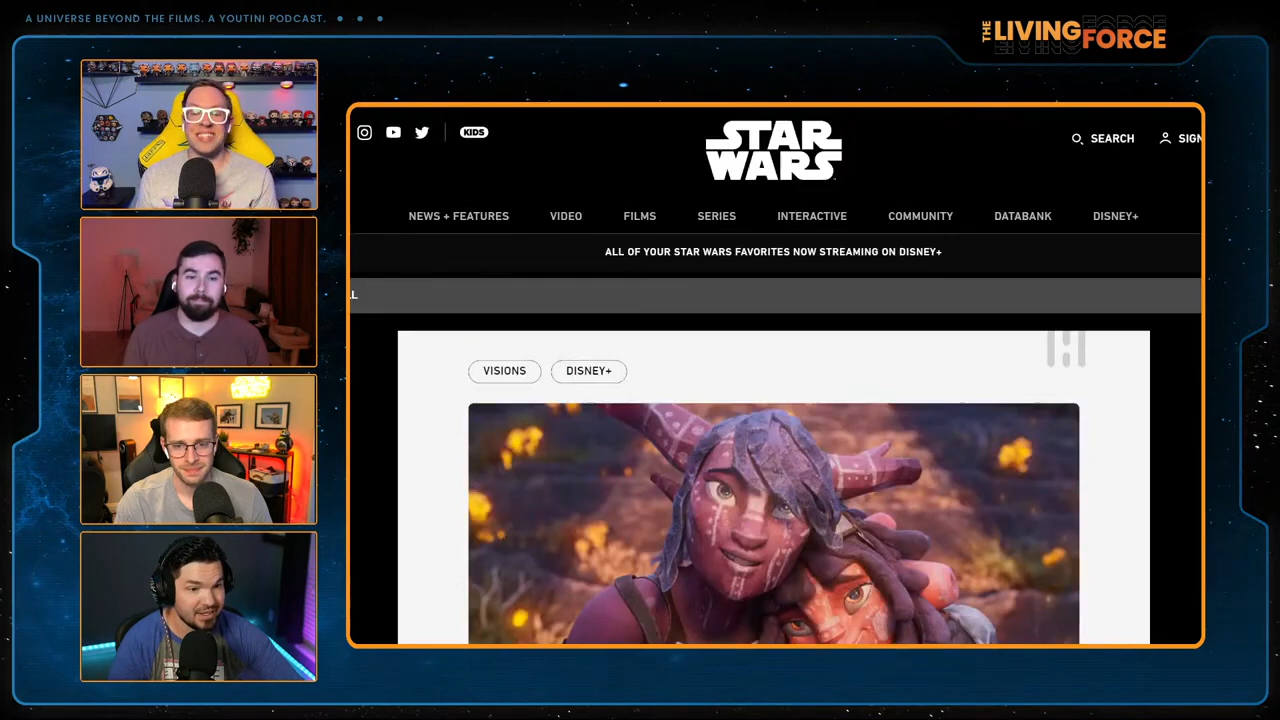 A UNIVERSE BEYOND THE FILMS. A YOUTINI PODCAST.
THE LIVING FORCE
KIDS
STAR WARS
SEARCH
SIGN
NEWS + FEATURES VIDEO FILMS SERIES INTERACTIVE COMMUNITY DATABANK DISNEY+
ALL OF YOUR STAR WARS FAVORITES NOW STREAMING ON DISNEY+
VISIONS DISNEY+